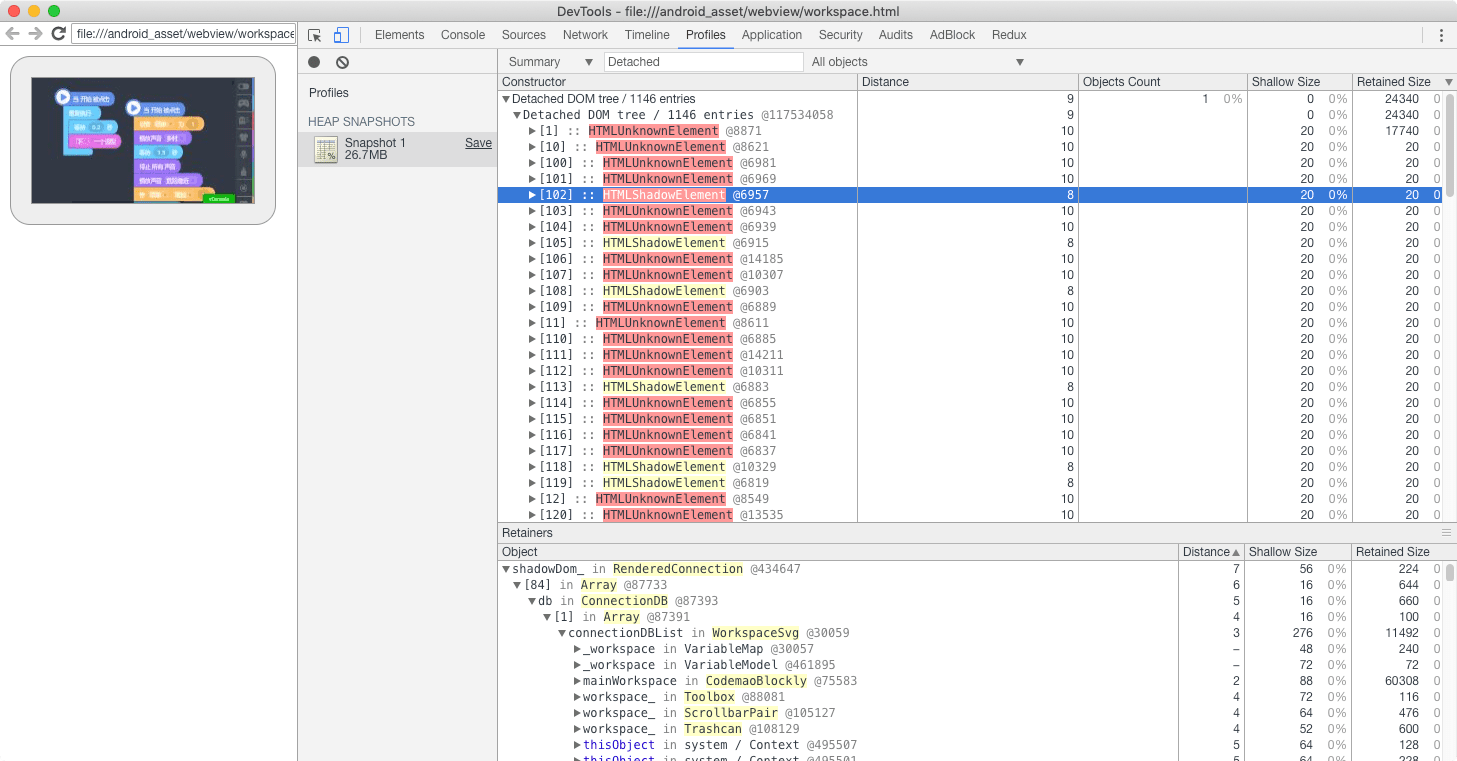 DevTools - file:///android_asset/webview/workspace.html
file:///android_asset/webview/workspace
Elements Console Sources Network Timeline Profiles Application Security Audits AdBlock Redux
Summary ▼ Detached All objects ▼
Profiles
HEAP SNAPSHOTS
Snapshot 1 Save
26.7MB
Constructor Distance Objects Count Shallow Size Retained Size ▼
▼Detached DOM tree / 1146 entries 9 1 0% 0 0% 24340 0
▼Detached DOM tree / 1146 entries @117534058 9 0 0% 24340 0
▶[1] :: HTMLUnknownElement @8871 10 20 0% 17740 0
▶[10] :: HTMLUnknownElement @8621 10 20 0% 20 0
▶[100] :: HTMLUnknownElement @6981 10 20 0% 20 0
▶[101] :: HTMLUnknownElement @6969 10 20 0% 20 0
▶[102] :: HTMLShadowElement @6957 8 20 0% 20 0
▶[103] :: HTMLUnknownElement @6943 10 20 0% 20 0
▶[104] :: HTMLUnknownElement @6939 10 20 0% 20 0
▶[105] :: HTMLShadowElement @6915 8 20 0% 20 0
▶[106] :: HTMLUnknownElement @14185 10 20 0% 20 0
▶[107] :: HTMLUnknownElement @10307 10 20 0% 20 0
▶[108] :: HTMLShadowElement @6903 8 20 0% 20 0
▶[109] :: HTMLUnknownElement @6889 10 20 0% 20 0
▶[11] :: HTMLUnknownElement @8611 10 20 0% 20 0
▶[110] :: HTMLUnknownElement @6885 10 20 0% 20 0
▶[111] :: HTMLUnknownElement @14211 10 20 0% 20 0
▶[112] :: HTMLUnknownElement @10311 10 20 0% 20 0
▶[113] :: HTMLShadowElement @6883 8 20 0% 20 0
▶[114] :: HTMLUnknownElement @6855 10 20 0% 20 0
▶[115] :: HTMLUnknownElement @6851 10 20 0% 20 0
▶[116] :: HTMLUnknownElement @6841 10 20 0% 20 0
▶[117] :: HTMLUnknownElement @6837 10 20 0% 20 0
▶[118] :: HTMLShadowElement @10329 8 20 0% 20 0
▶[119] :: HTMLShadowElement @6819 8 20 0% 20 0
▶[12] :: HTMLUnknownElement @8549 10 20 0% 20 0
▶[120] :: HTMLUnknownElement @13535 10 20 0% 20 0
Retainers
Object Distance▲ Shallow Size Retained Size
▼shadowDom_ in RenderedConnection @434647 7 56 0% 224 0
▼[84] in Array @87733 6 16 0% 644 0
▼db in ConnectionDB @87393 5 16 0% 660 0
▼[1] in Array @87391 4 16 0% 100 0
▼connectionDBList in WorkspaceSvg @30059 3 276 0% 11492 0
▶_workspace in VariableMap @30057 – 48 0% 240 0
▶_workspace in VariableModel @461895 – 72 0% 72 0
▶mainWorkspace in CodemaoBlockly @75583 2 88 0% 60308 0
▶workspace_ in Toolbox @88081 4 72 0% 116 0
▶workspace_ in ScrollbarPair @105127 4 64 0% 476 0
▶workspace_ in Trashcan @108129 4 52 0% 600 0
▶thisObject in system / Context @495507 5 64 0% 128 0
▶thisObject in system / Context @495501 5 64 0% 228 0